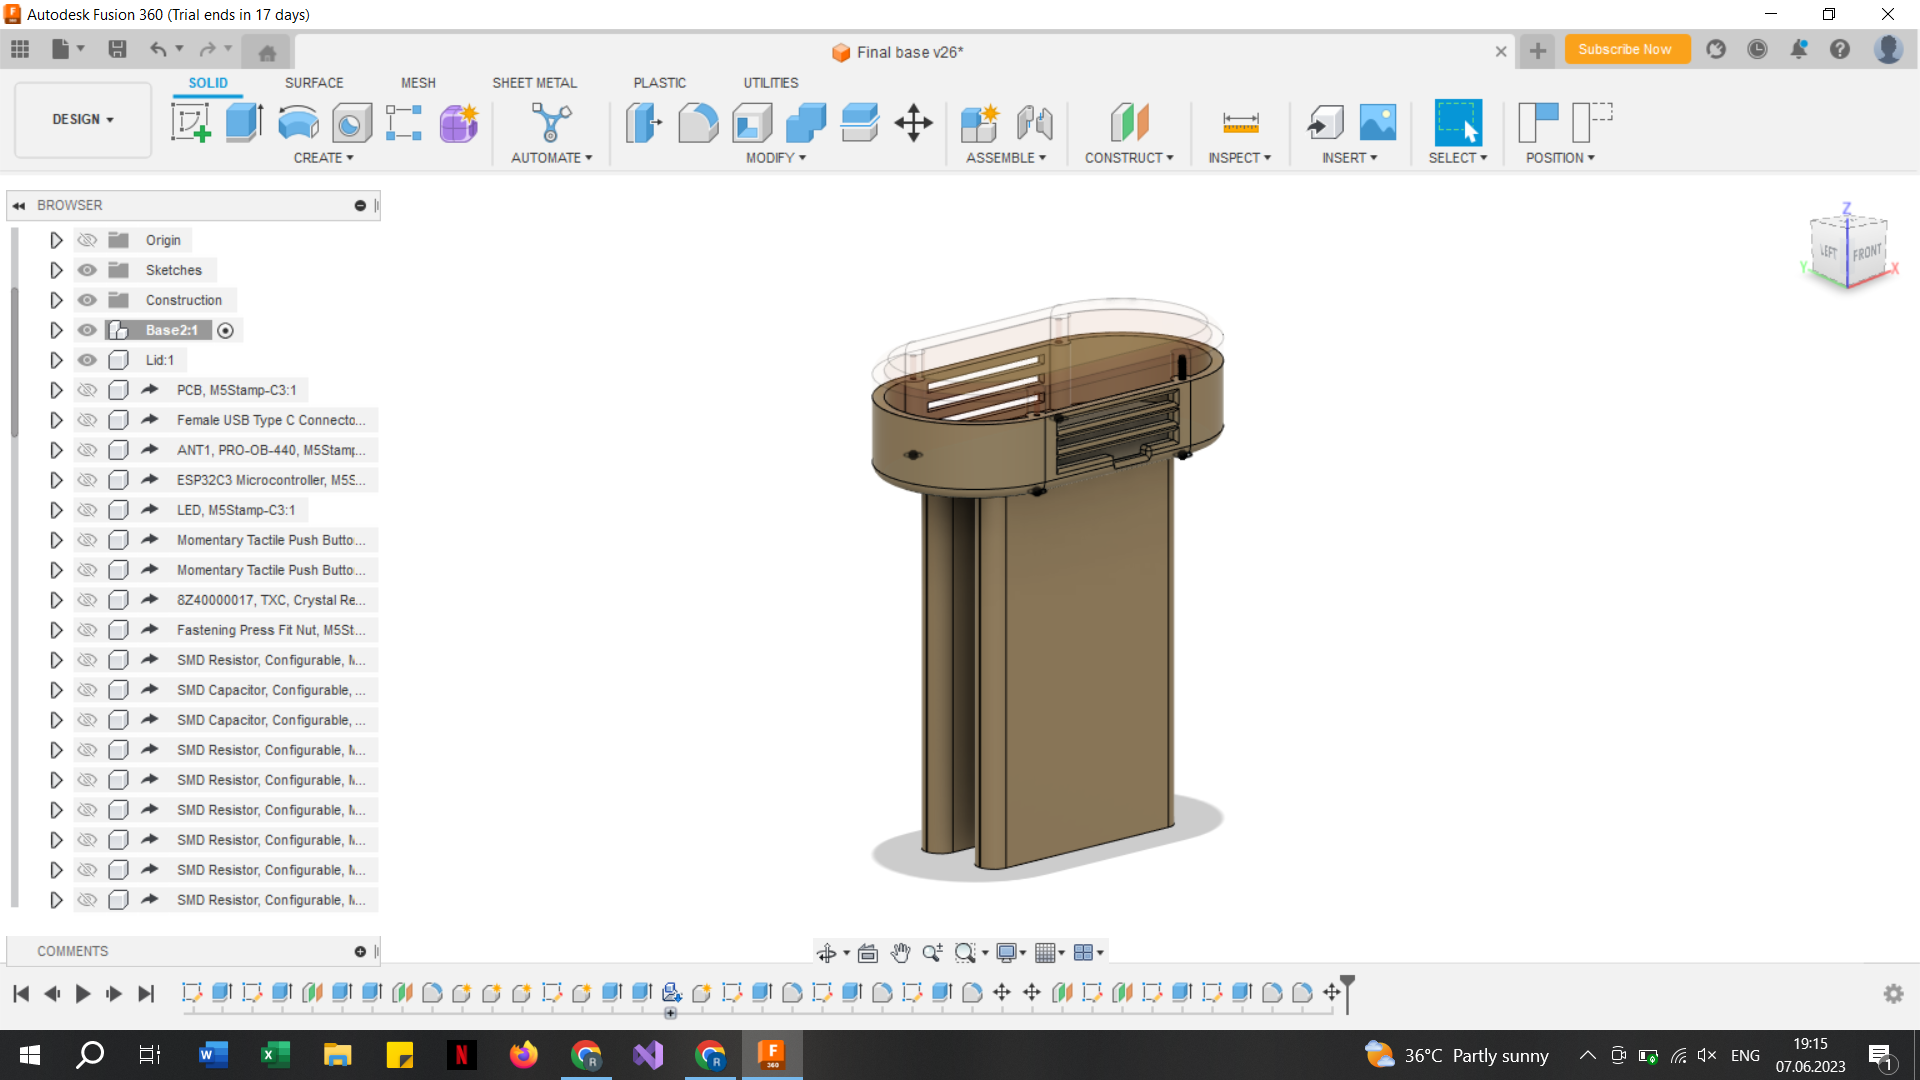 Autodesk Fusion 360 (Trial ends in 17 days)
Final base v26*
Subscribe Now
SOLID SURFACE MESH SHEET METAL PLASTIC UTILITIES
DESIGN
CREATE AUTOMATE MODIFY ASSEMBLE CONSTRUCT INSPECT INSERT SELECT POSITION
BROWSER
Origin
Sketches
Construction
Base2:1
Lid:1
PCB, M5Stamp-C3:1
Female USB Type C Connecto...
ANT1, PRO-OB-440, M5Stamp...
ESP32C3 Microcontroller, M5S...
LED, M5Stamp-C3:1
Momentary Tactile Push Butto...
Momentary Tactile Push Butto...
8Z40000017, TXC, Crystal Re...
Fastening Press Fit Nut, M5St...
SMD Resistor, Configurable, M...
SMD Capacitor, Configurable, ...
SMD Capacitor, Configurable, ...
SMD Resistor, Configurable, M...
SMD Resistor, Configurable, M...
SMD Resistor, Configurable, M...
SMD Resistor, Configurable, M...
SMD Resistor, Configurable, M...
SMD Resistor, Configurable, M...
Z
LEFT FRONT
Y X
COMMENTS
36°C Partly sunny
ENG
19:15
07.06.2023
1